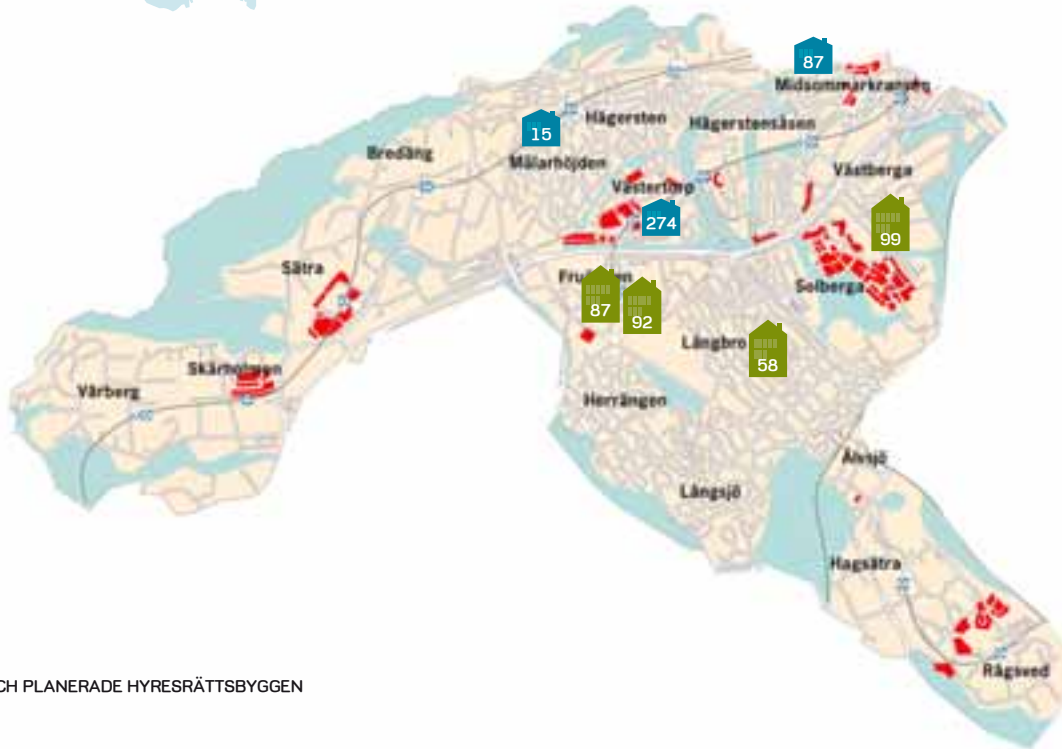 87
Midsommarkransen
15
Hägersten
Hägerstensåsen
Bredäng
Mälarhöjden
Västberga
Västertorp
274
99
Sätra
Solberga
87
92
Långbro
58
Skärholmen
Vårberg
Herrängen
Älvsjö
Långsjö
Hagsätra
Rågsved
CH PLANERADE HYRESRÄTTSBYGGEN